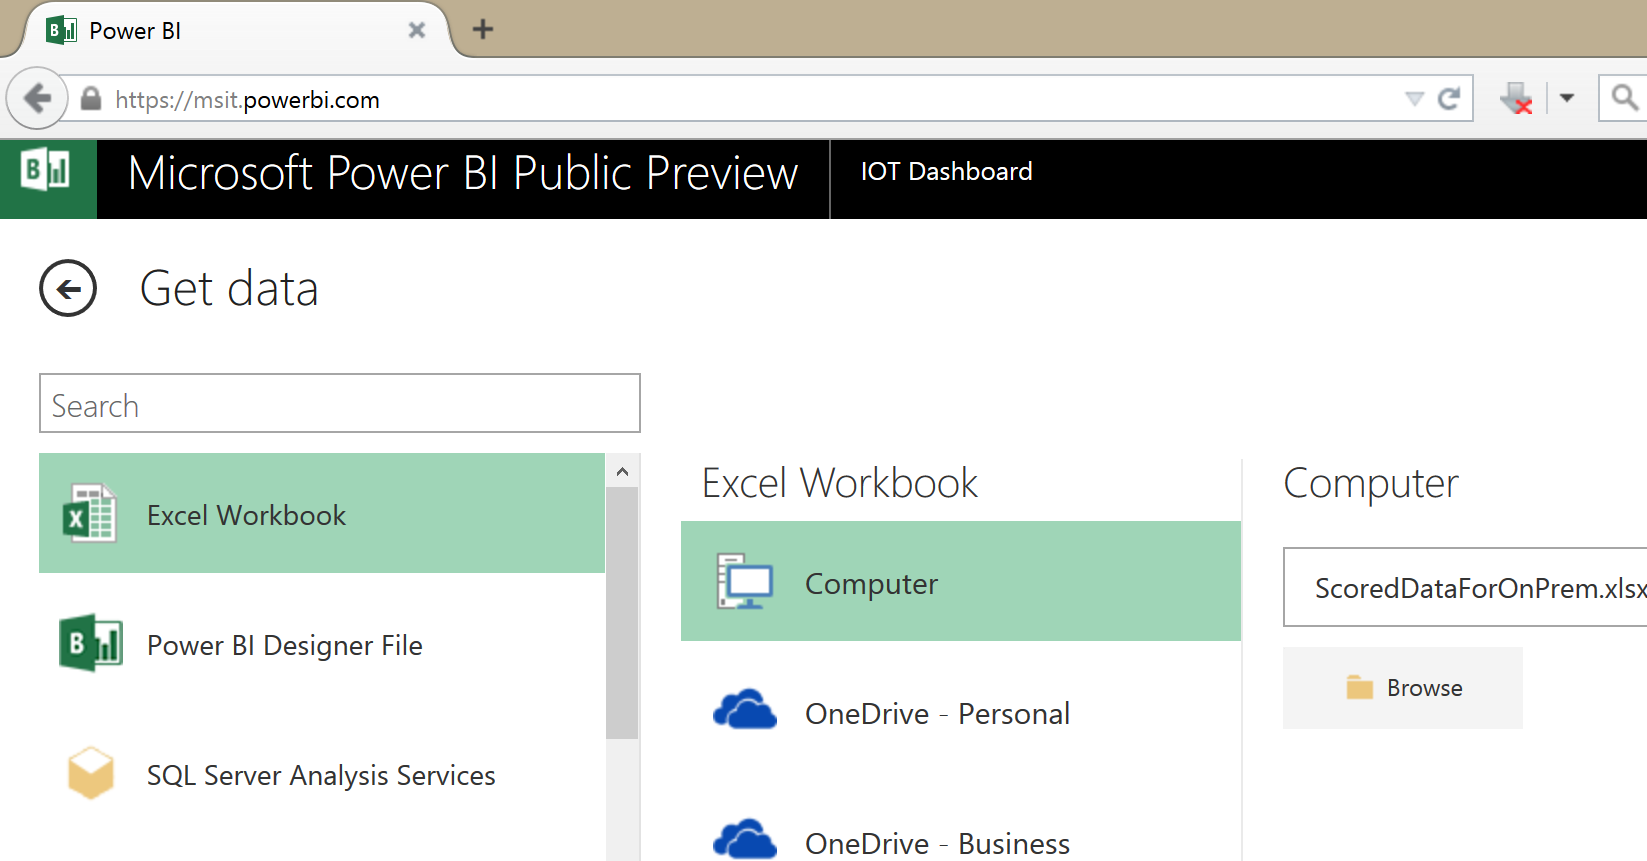 Power BI
https://msit.powerbi.com
Microsoft Power BI Public Preview
IOT Dashboard
Get data
Search
Excel Workbook
Power BI Designer File
SQL Server Analysis Services
Excel Workbook
Computer
OneDrive - Personal
OneDrive - Business
Computer
ScoredDataForOnPrem.xlsx
Browse